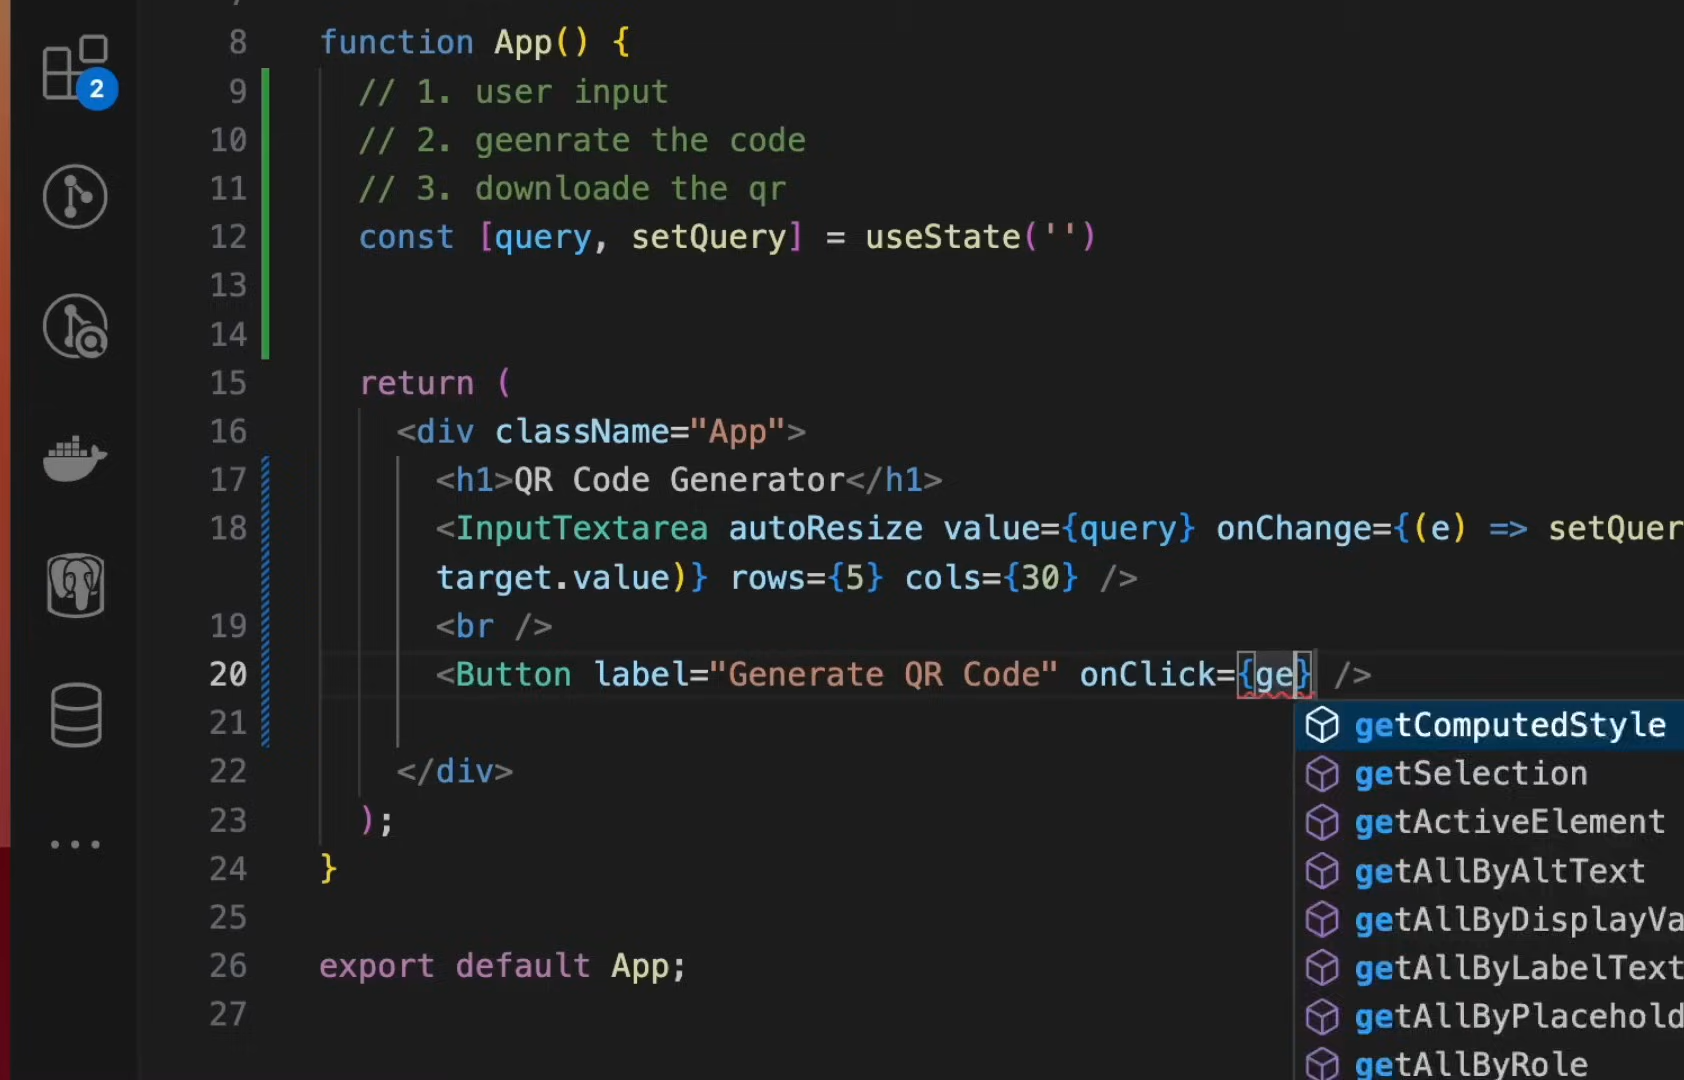 2
8 function App() {
9 // 1. user input
10 // 2. geenrate the code
11 // 3. downloade the qr
12 const [query, setQuery] = useState('')
13
14
15 return (
16 <div className="App">
17 <h1>QR Code Generator</h1>
18 <InputTextarea autoResize value={query} onChange={(e) => setQuer
target.value)} rows={5} cols={30} />
19 <br />
20 <Button label="Generate QR Code" onClick={ge} />
21
22 </div>
23 );
24 }
25
26 export default App;
27
getComputedStyle
getSelection
getActiveElement
getAllByAltText
getAllByDisplayVa
getAllByLabelText
getAllByPlacehold
getAllByRole